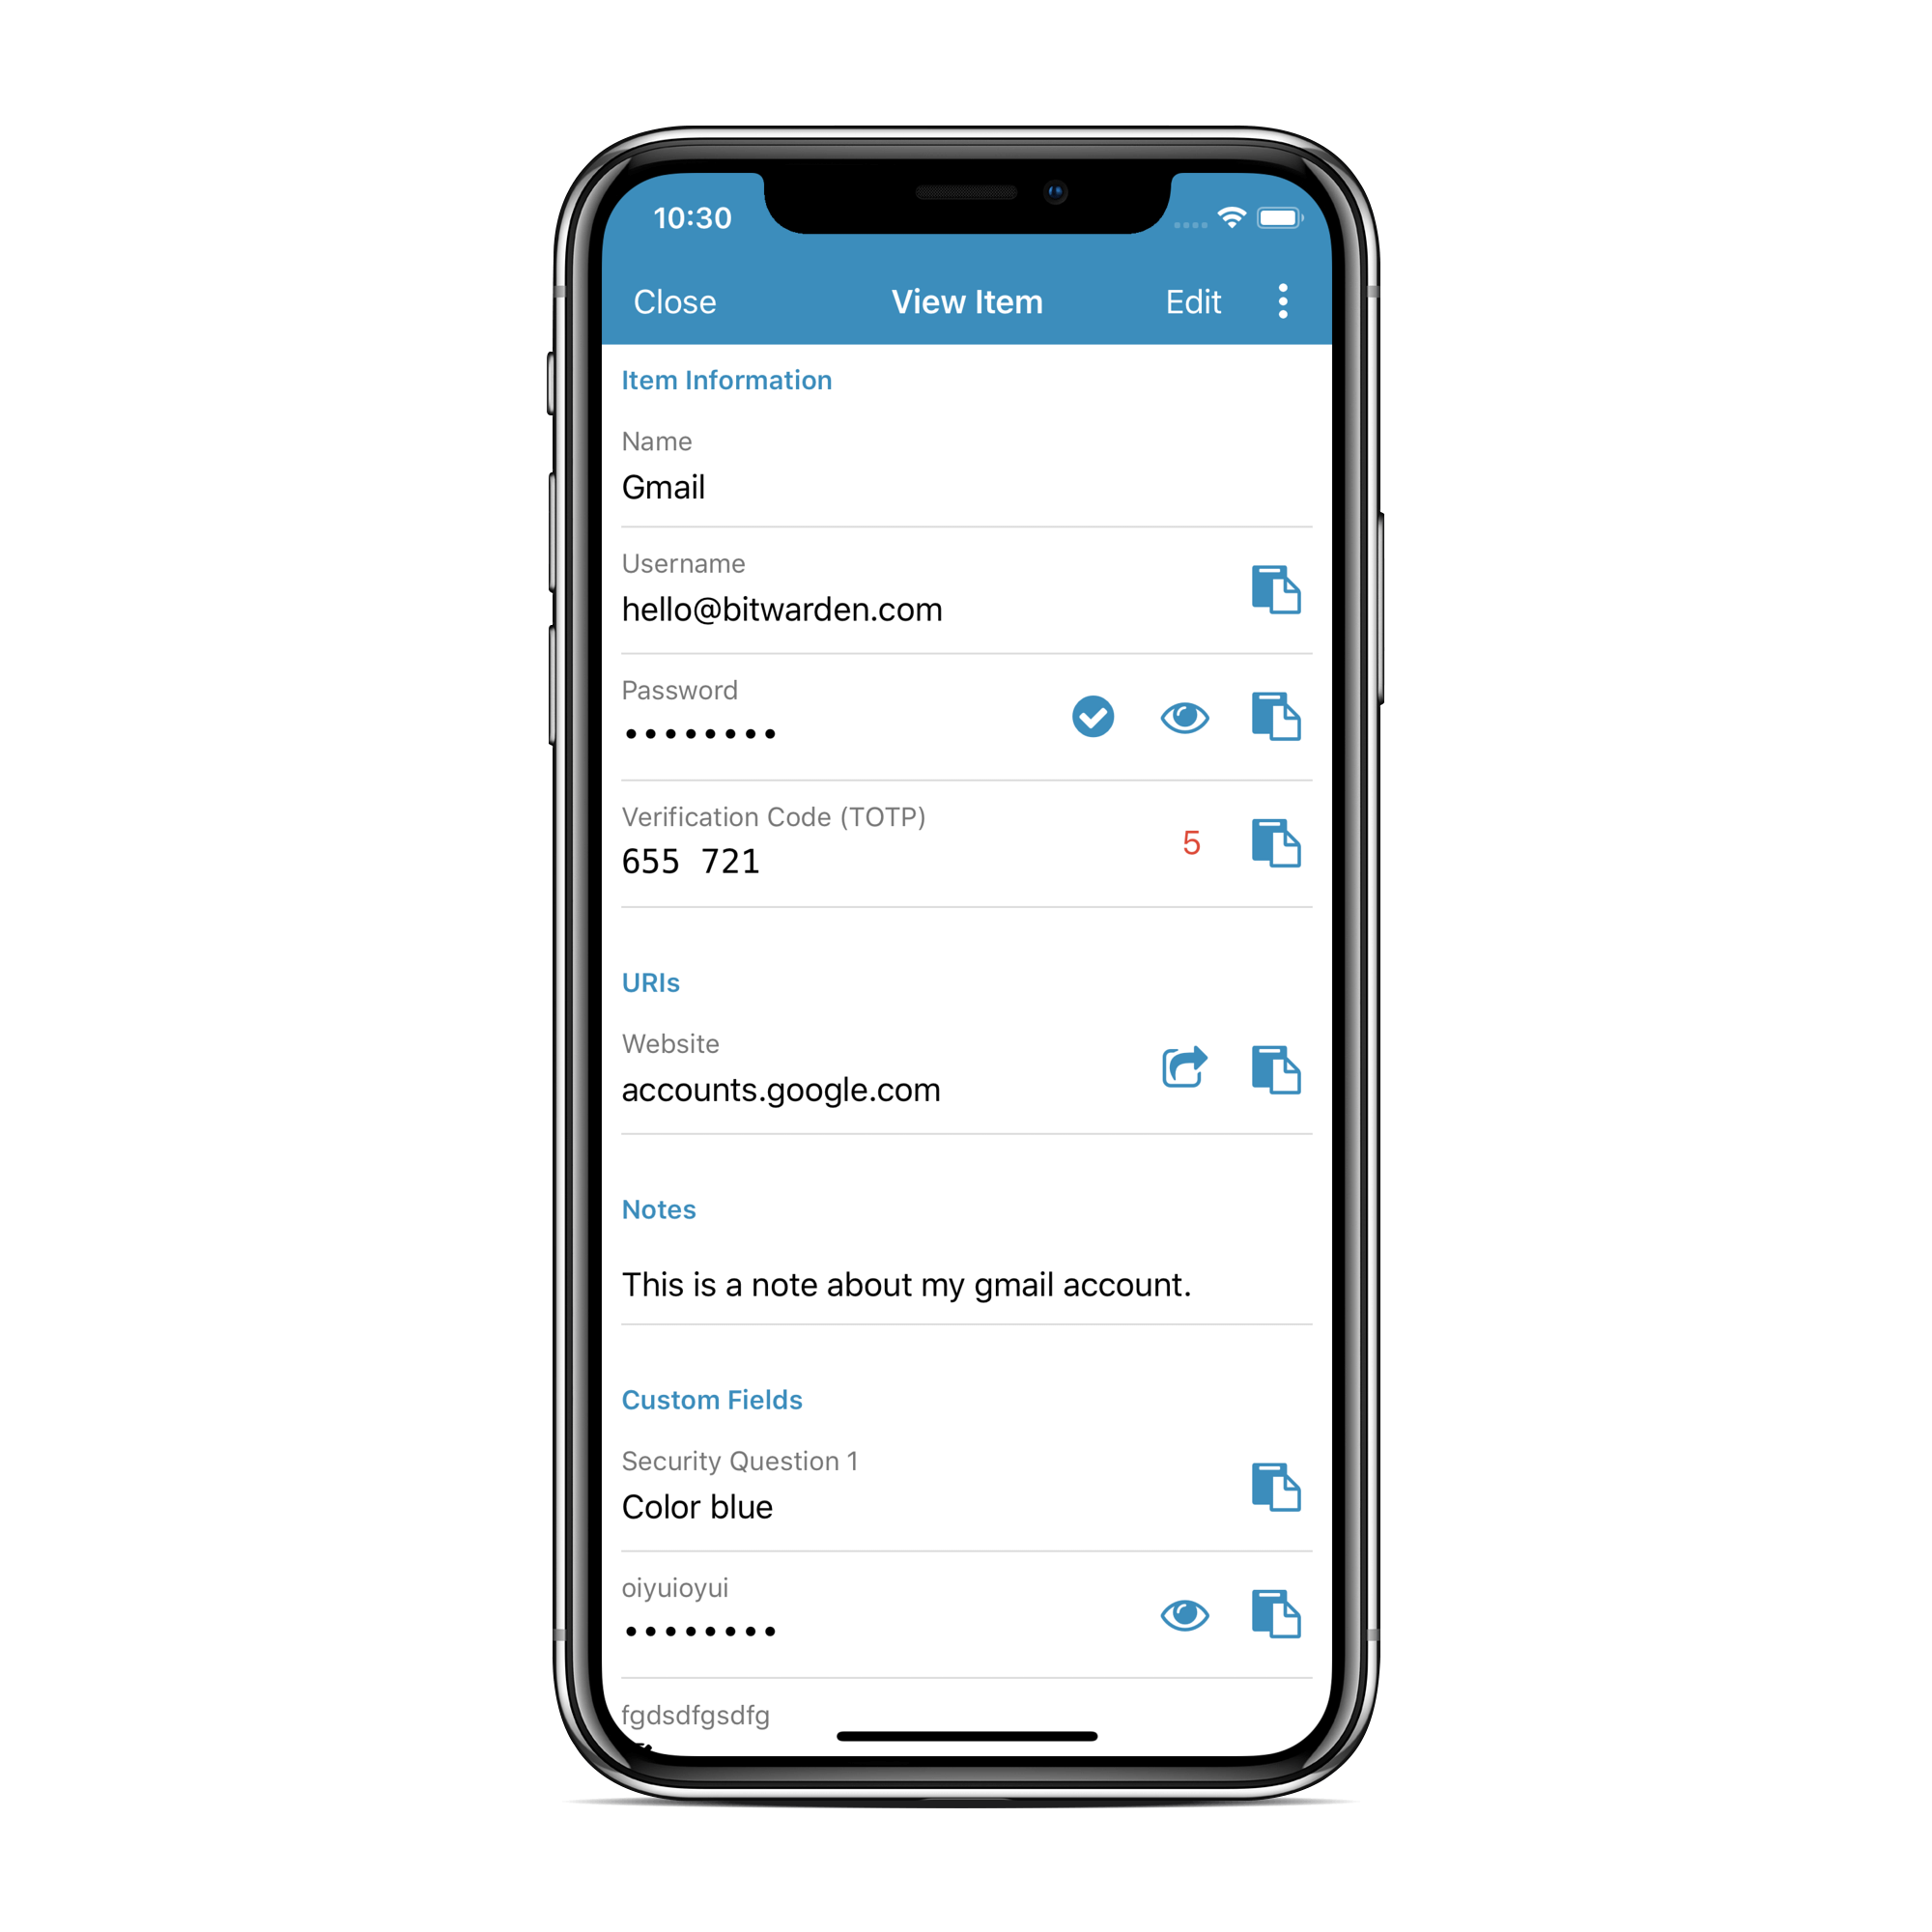 10:30
Close View Item Edit
Item Information
Name
Gmail
Username
hello@bitwarden.com
Password
••••••••
Verification Code (TOTP)
655 721 5
URIs
Website
accounts.google.com
Notes
This is a note about my gmail account.
Custom Fields
Security Question 1
Color blue
oiyuioyui
••••••••
fgdsdfgsdfg